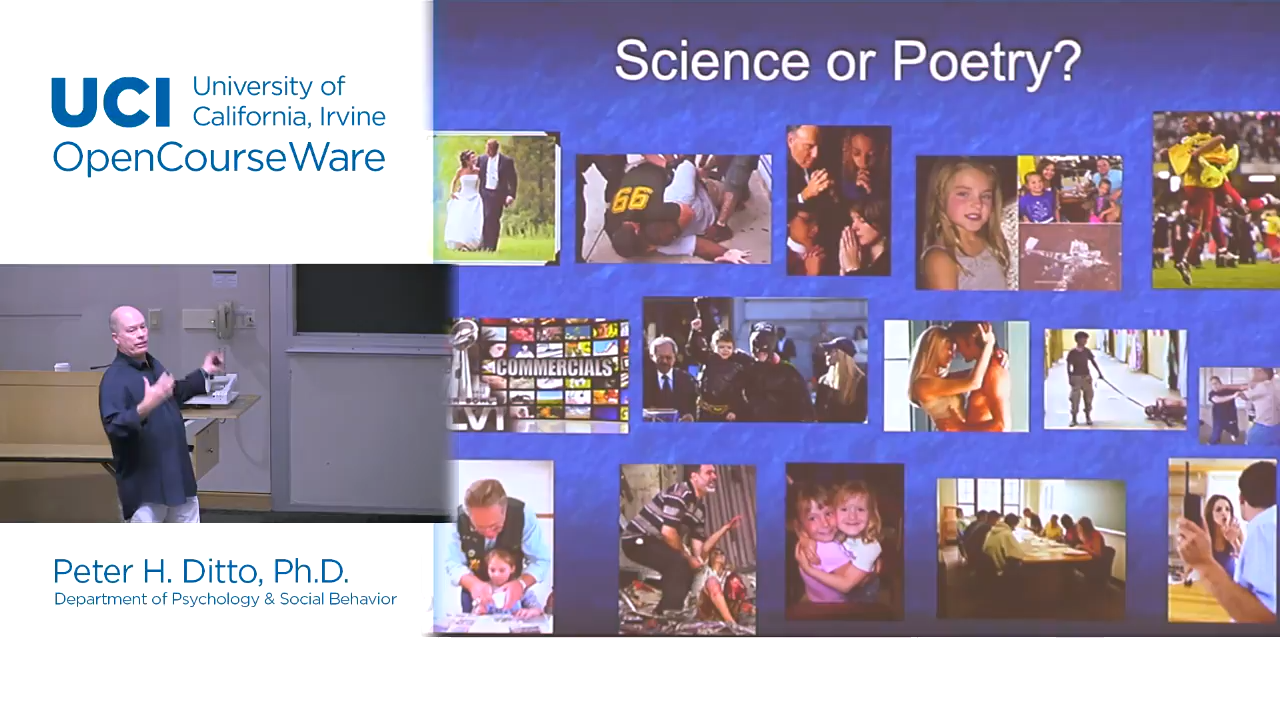 UCI
University of
California, Irvine
OpenCourseWare
Science or Poetry?
66
COMMERCIALS
LVI
Peter H. Ditto, Ph.D.
Department of Psychology & Social Behavior